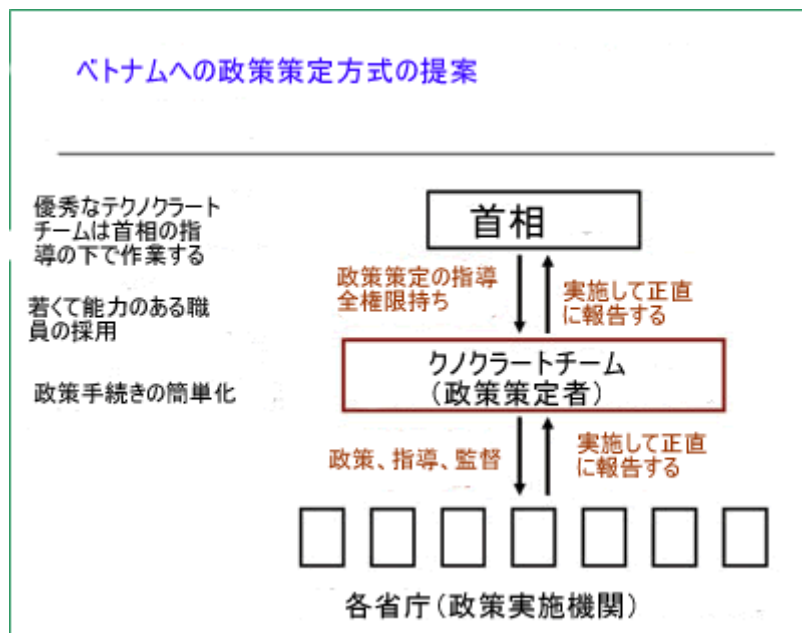 ベトナムへの政策策定方式の提案
優秀なテクノクラート
チームは首相の指
導の下で作業する
若くて能力のある職
員の採用
政策手続きの簡単化
首相
政策策定の指導
全権限持ち
実施して正直
に報告する
クノクラートチーム
（政策策定者）
政策、指導、監督
実施して正直
に報告する
各省庁（政策実施機関）